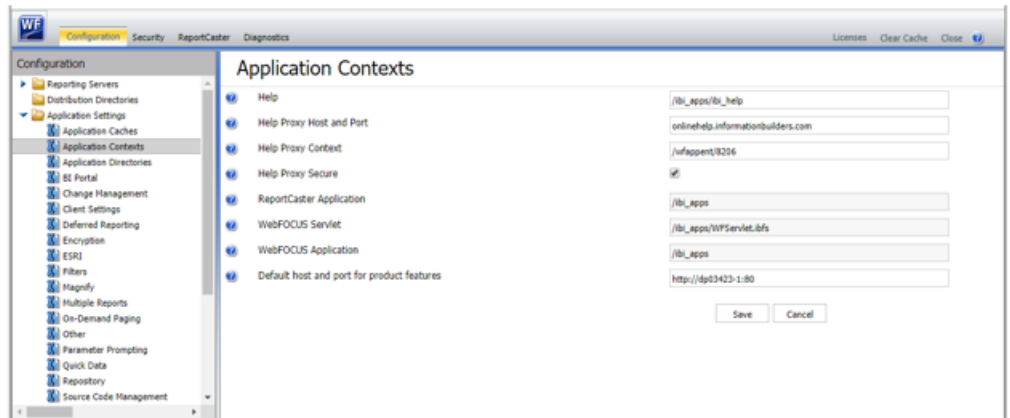 WF
Configuration Security ReportCaster Diagnostics
Licenses Clear Cache Close
Configuration
Reporting Servers
Distribution Directories
Application Settings
Application Caches
Application Contexts
Application Directories
BI Portal
Change Management
Client Settings
Deferred Reporting
Encryption
ESRI
Filters
Magnify
Multiple Reports
On-Demand Paging
Other
Parameter Prompting
Quick Data
Repository
Source Code Management
Application Contexts
Help /ibi_apps/ibi_help
Help Proxy Host and Port onlinehelp.informationbuilders.com
Help Proxy Context /wfappent/8206
Help Proxy Secure
ReportCaster Application /ibi_apps
WebFOCUS Servlet /ibi_apps/WFServlet.ibfs
WebFOCUS Application /ibi_apps
Default host and port for product features http://dp03423-1:80
Save Cancel